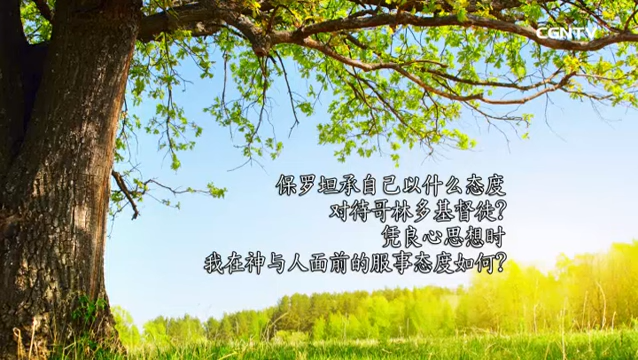 CGNTV
保罗坦承自己以什么态度
对待哥林多基督徒?
凭良心思想时
我在神与人面前的服事态度如何?